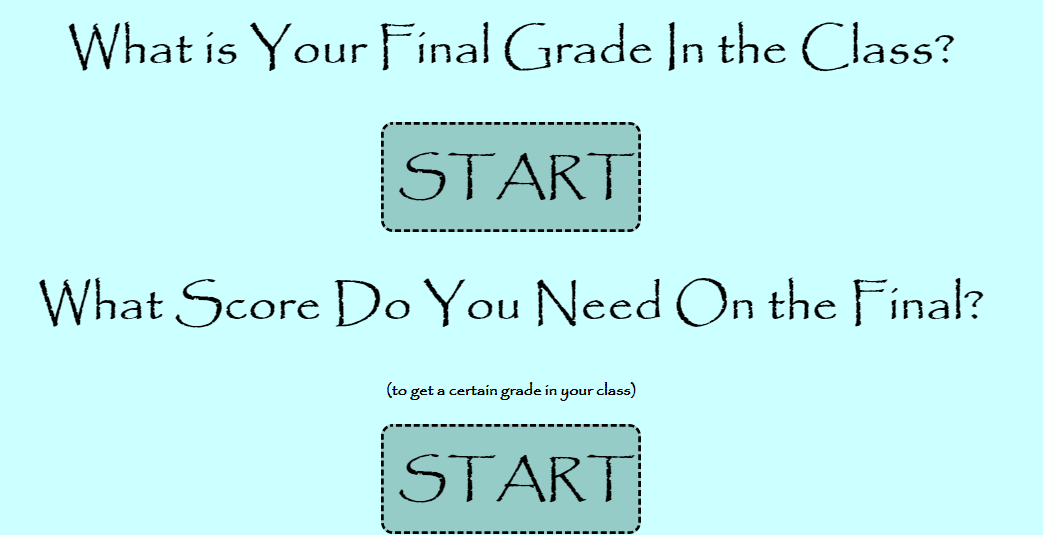 What is Your Final Grade In the Class?
START
What Score Do You Need On the Final?
(to get a certain grade in your class)
START